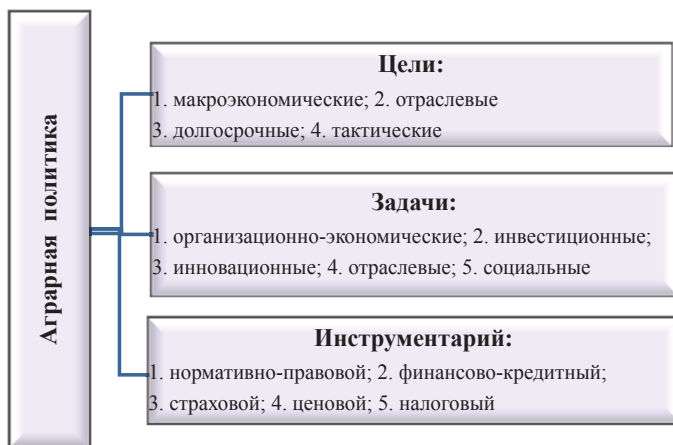 Аграрная политика
Цели:
1. макроэкономические; 2. отраслевые
3. долгосрочные; 4. тактические
Задачи:
1. организационно-экономические; 2. инвестиционные;
3. инновационные; 4. отраслевые; 5. социальные
Инструментарий:
1. нормативно-правовой; 2. финансово-кредитный;
3. страховой; 4. ценовой; 5. налоговый